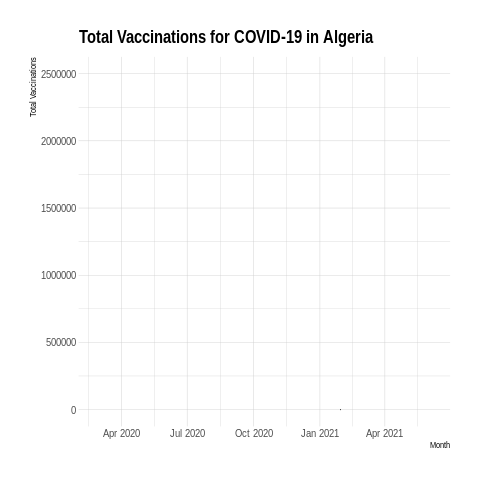 Total Vaccinations for COVID-19 in Algeria
Total Vaccinations
2500000
2000000
1500000
1000000
500000
0
Apr 2020 Jul 2020 Oct 2020 Jan 2021 Apr 2021
Month